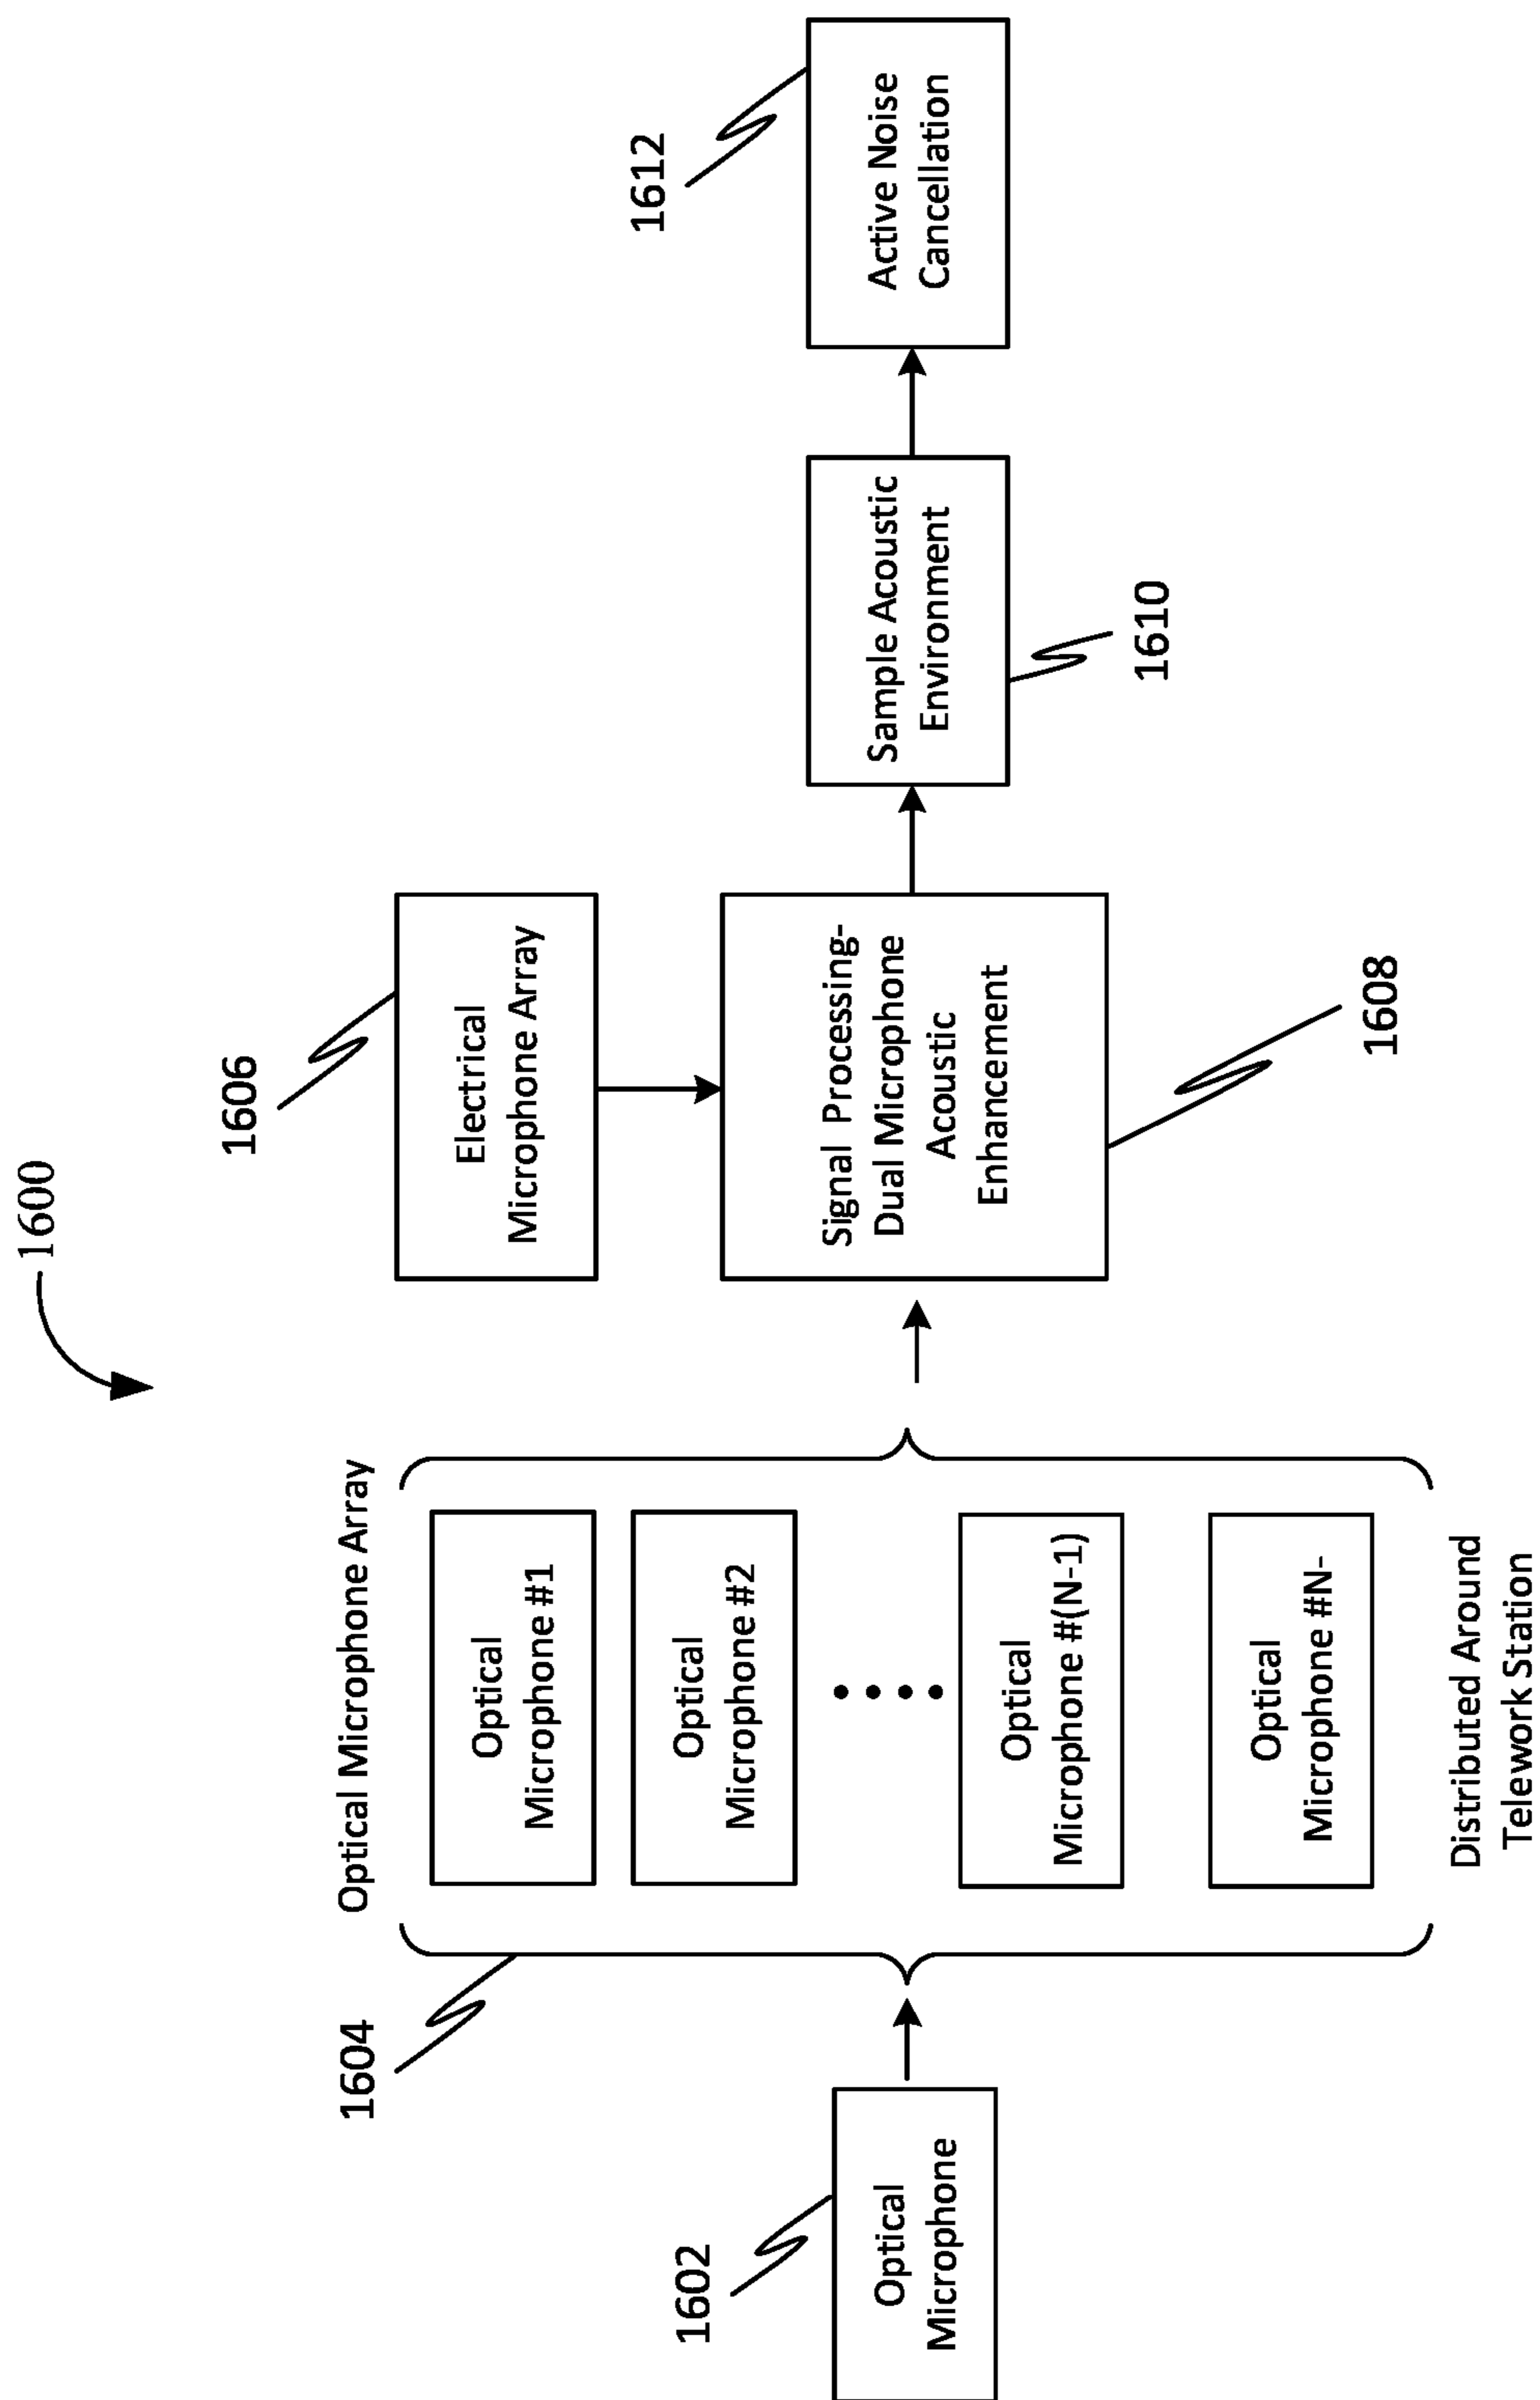 1600
1602
Optical
Microphone
1604
Optical Microphone Array
Optical
Microphone #1
Optical
Microphone #2
Optical
Microphone #(N-1)
Optical
Microphone #N-
Distributed Around
Telework Station
1606
Electrical
Microphone Array
Signal Processing-
Dual Microphone
Acoustic
Enhancement
1608
Sample Acoustic
Environment
1610
1612
Active Noise
Cancellation